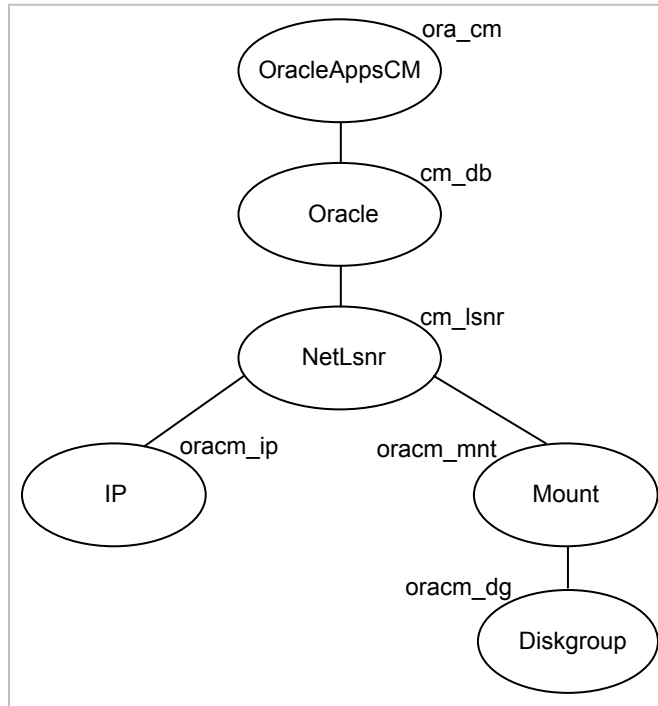 ora_cm
OracleAppsCM
cm_db
Oracle
cm_lsnr
NetLsnr
oracm_ip
IP
oracm_mnt
Mount
oracm_dg
Diskgroup